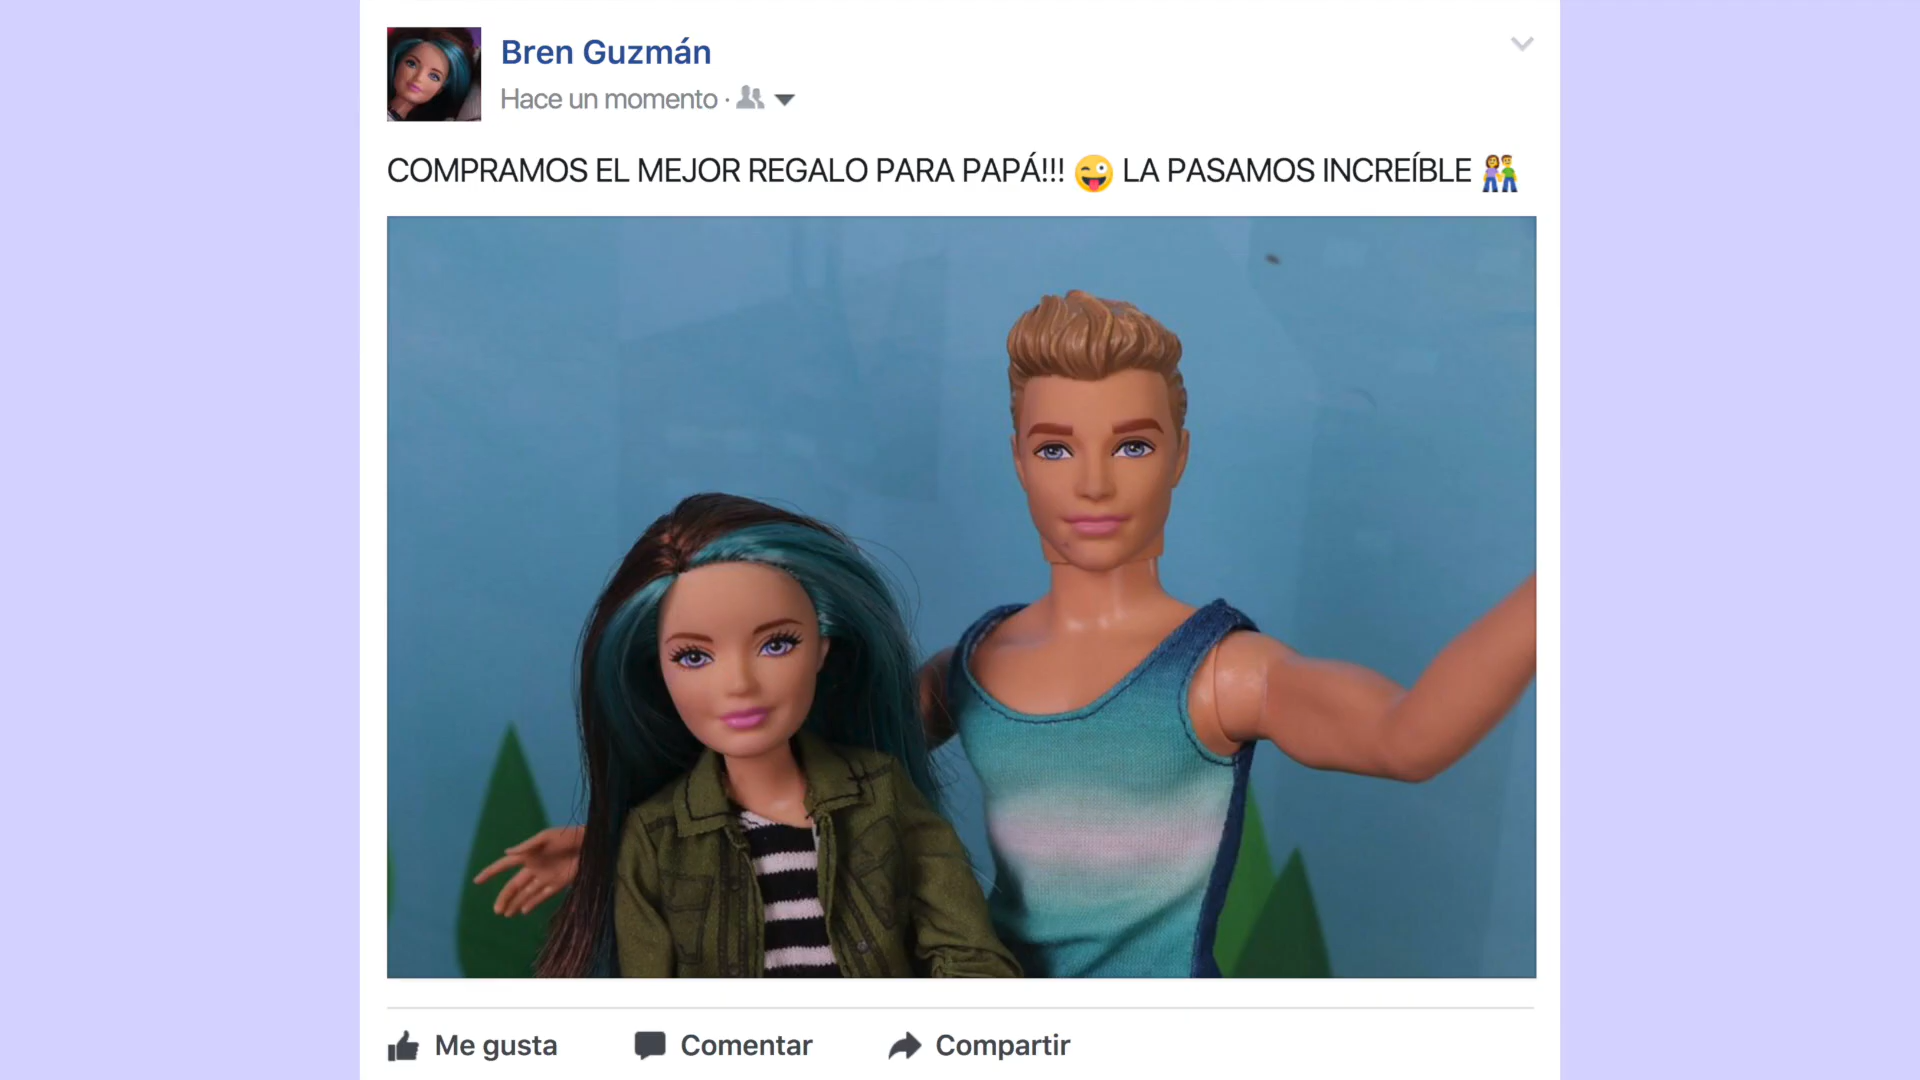 Bren Guzmán
Hace un momento ·
COMPRAMOS EL MEJOR REGALO PARA PAPÁ!!! 😜 LA PASAMOS INCREÍBLE 👫
Me gusta Comentar Compartir